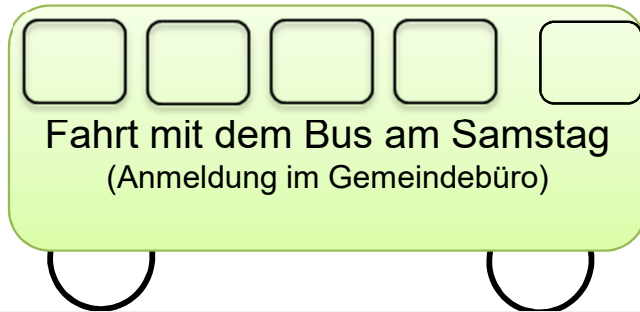 Fahrt mit dem Bus am Samstag
(Anmeldung im Gemeindebüro)